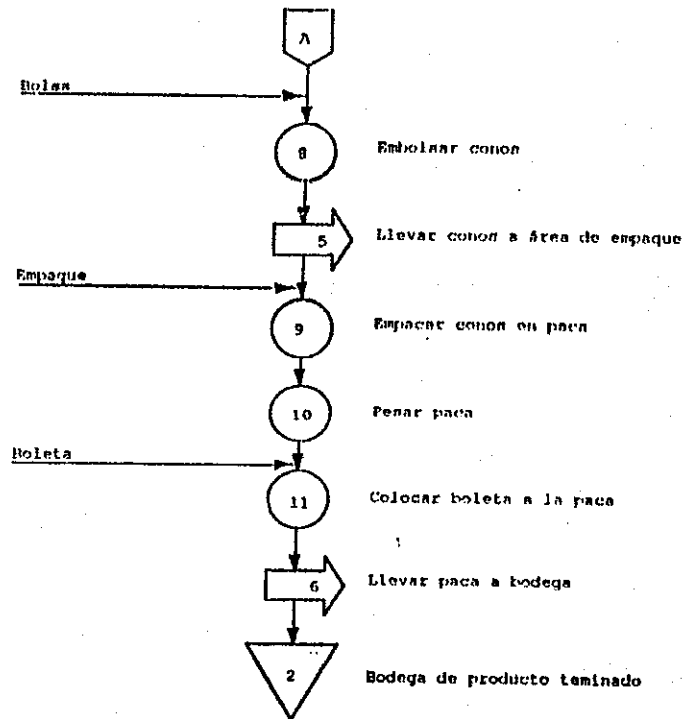 A
Bolsa
8
Embolsar conos
5
Llevar conos a área de empaque
Empaque
9
Empacar conos en paca
10
Pesar paca
Boleta
11
Colocar boleta a la paca
6
Llevar paca a bodega
2
Bodega de producto teminado